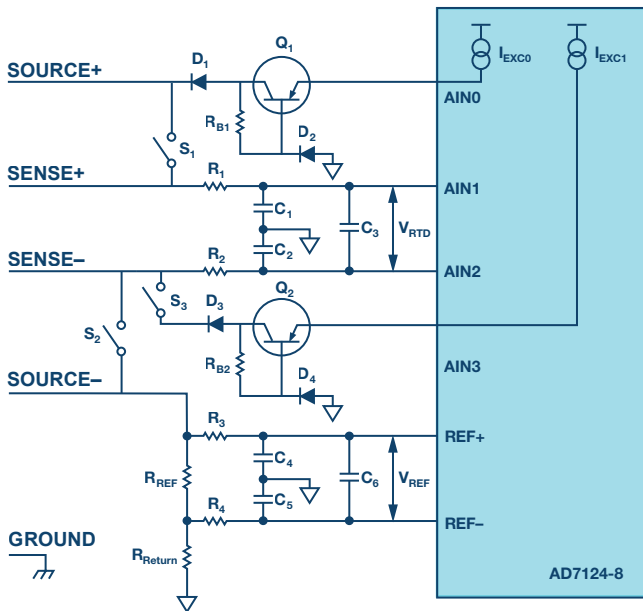 SOURCE+
D1
Q1
IEXC0
IEXC1
AIN0
RB1
D2
S1
SENSE+
R1
AIN1
C1
C2
C3
VRTD
SENSE–
R2
AIN2
S3
D3
Q2
S2
RB2
D4
AIN3
SOURCE–
R3
REF+
C4
C5
C6
VREF
RREF
R4
REF–
GROUND
RReturn
AD7124-8